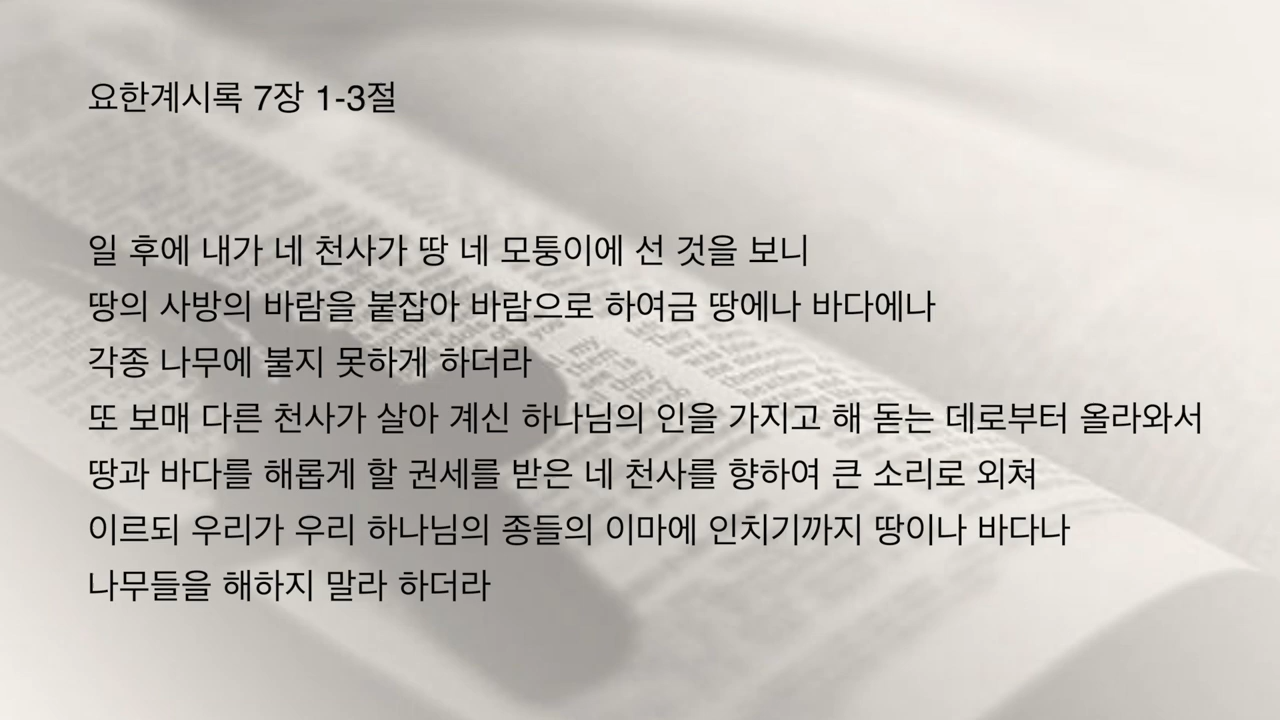 요한계시록 7장 1-3절
일 후에 내가 네 천사가 땅 네 모퉁이에 선 것을 보니
땅의 사방의 바람을 붙잡아 바람으로 하여금 땅에나 바다에나
각종 나무에 불지 못하게 하더라
또 보매 다른 천사가 살아 계신 하나님의 인을 가지고 해 돋는 데로부터 올라와서
땅과 바다를 해롭게 할 권세를 받은 네 천사를 향하여 큰 소리로 외쳐
이르되 우리가 우리 하나님의 종들의 이마에 인치기까지 땅이나 바다나
나무들을 해하지 말라 하더라